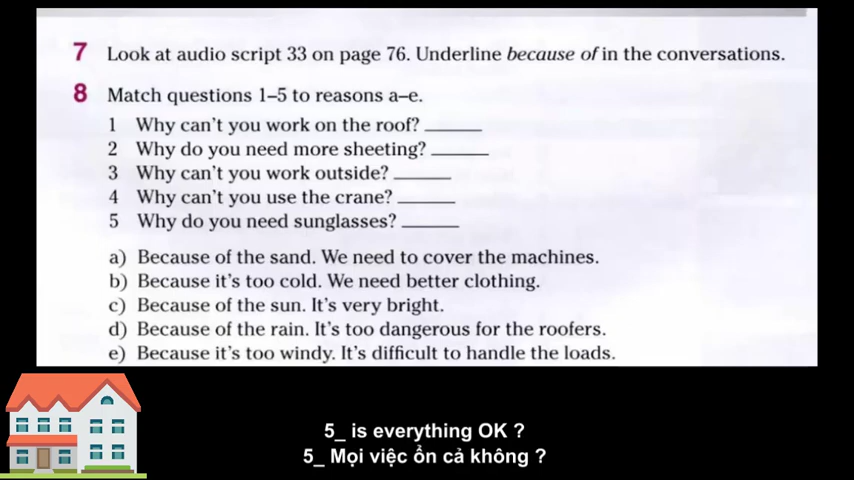 7 Look at audio script 33 on page 76. Underline because of in the conversations.
8 Match questions 1–5 to reasons a–e.
1 Why can't you work on the roof? ______
2 Why do you need more sheeting? ______
3 Why can't you work outside? ______
4 Why can't you use the crane? ______
5 Why do you need sunglasses? ______
a) Because of the sand. We need to cover the machines.
b) Because it's too cold. We need better clothing.
c) Because of the sun. It's very bright.
d) Because of the rain. It's too dangerous for the roofers.
e) Because it's too windy. It's difficult to handle the loads.
5_ is everything OK ?
5_ Mọi việc ổn cả không ?